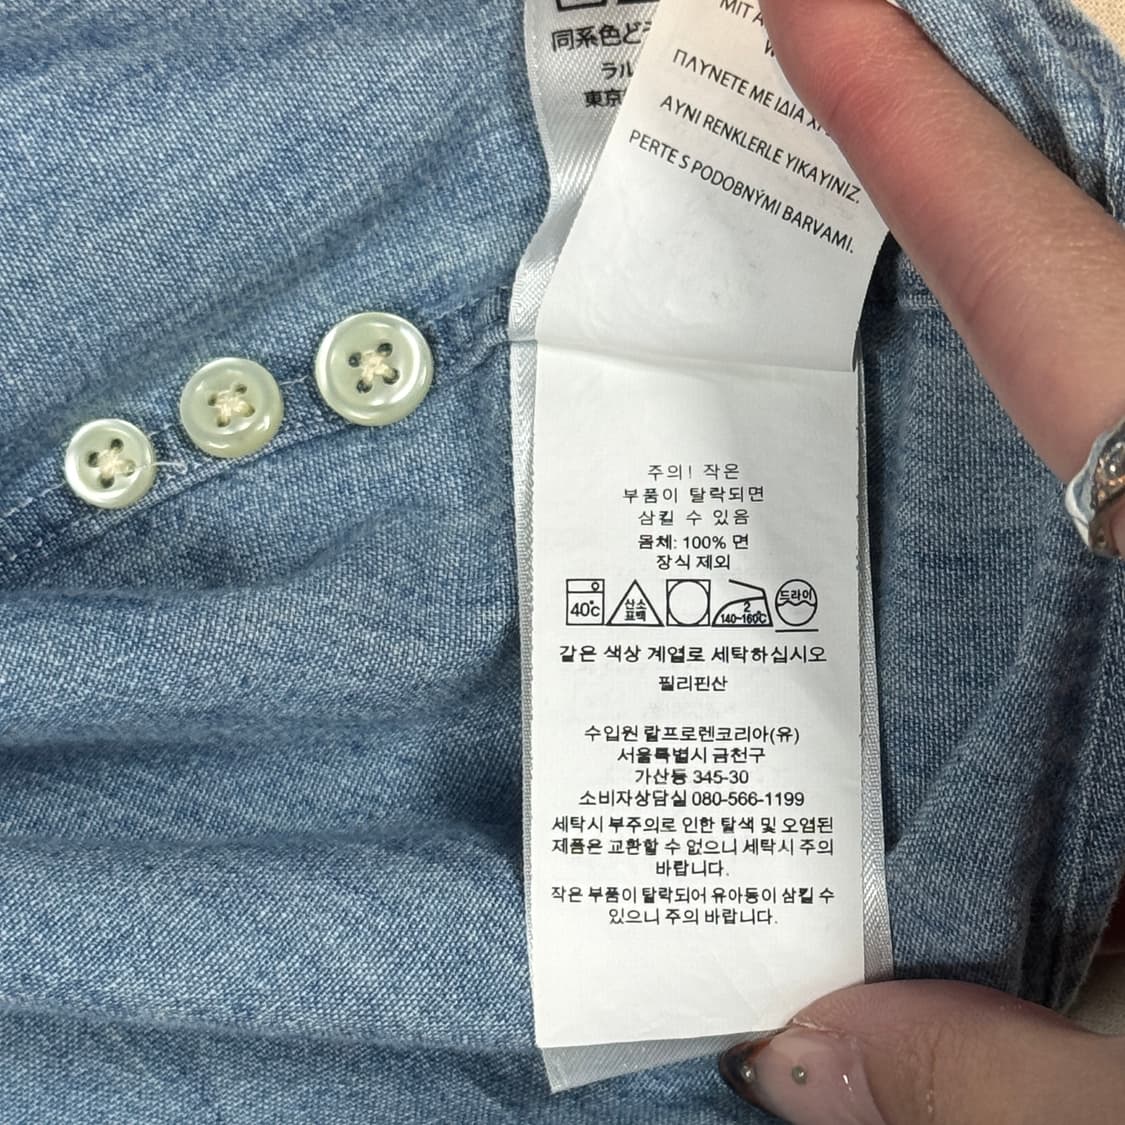 同系色ど
ラル
東京
MIT
ΠΛΥΝΕΤΕ ΜΕ ΙΔΙΑ
AYNI RENKLERLE YIKAYINIZ.
PERTE S PODOBNÝMI BARVAMI.
주의! 작은
부품이 탈락되면
삼킬 수 있음
몸체: 100% 면
장식 제외
40°C 산소 표백 2 140~160°C 드라이
같은 색상 계열로 세탁하십시오
필리핀산
수입원 랄프로렌코리아(유)
서울특별시 금천구
가산동 345-30
소비자상담실 080-566-1199
세탁시 부주의로 인한 탈색 및 오염된
제품은 교환할 수 없으니 세탁시 주의
바랍니다.
작은 부품이 탈락되어 유아동이 삼킬 수
있으니 주의 바랍니다.